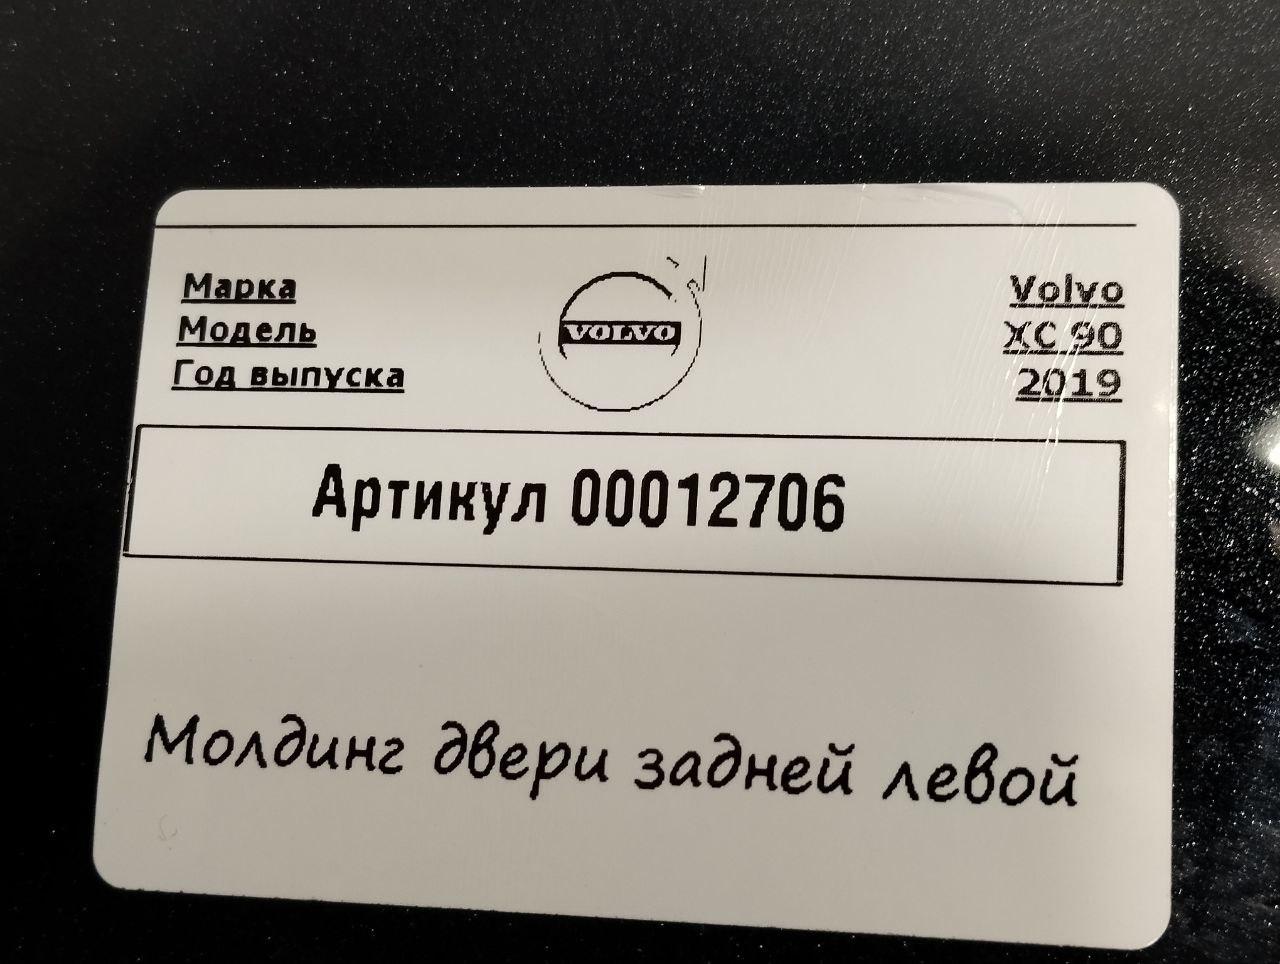 Марка
Модель
Год выпуска
VOLVO
Volvo
XC 90
2019
Артикул 00012706
Молдинг двери задней левой